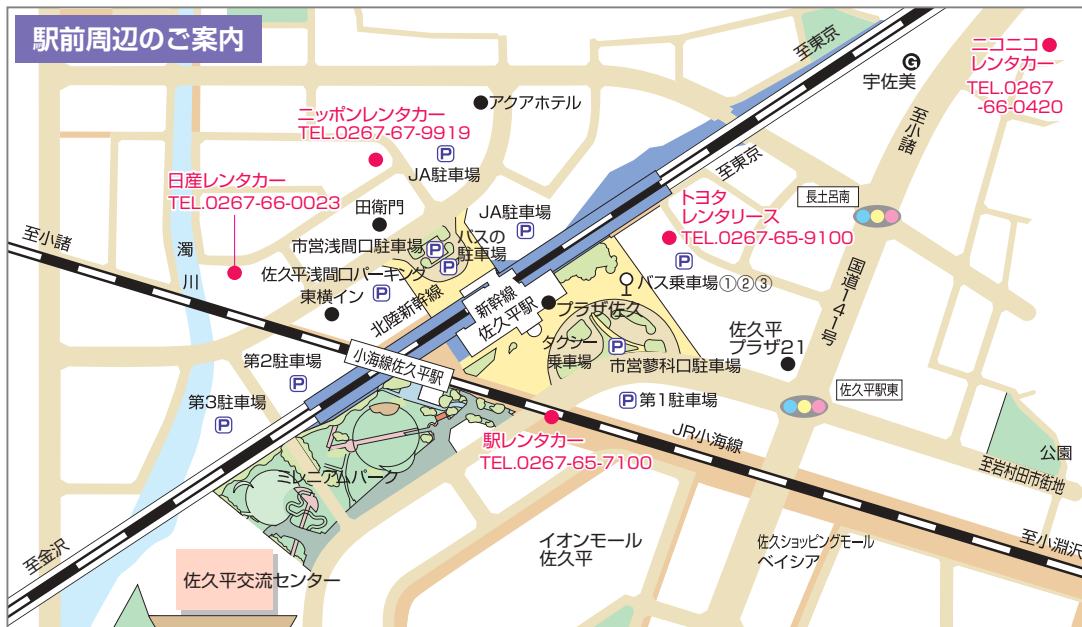 駅前周辺のご案内
至東京
G
宇佐美
ニコニコ
レンタカー
TEL.0267
-66-0420
アクアホテル
ニッポンレンタカー
TEL.0267-67-9919
P
JA駐車場
至小諸
至東京
日産レンタカー
TEL.0267-66-0023
田衛門
JA駐車場
P
トヨタ
レンタリース
TEL.0267-65-9100
長土呂南
至小諸
濁川
市営浅間口駐車場
P
バスの
駐車場
P
佐久平浅間口パーキング
P
東横イン
北陸新幹線
新幹線
佐久平駅
プラザ佐久
P
バス乗車場①②③
国道141号
タクシー
乗車場
P
市営蓼科口駐車場
佐久平
プラザ21
小海線佐久平駅
第2駐車場
P
第3駐車場
P
P
第1駐車場
佐久平駅東
駅レンタカー
TEL.0267-65-7100
JR小海線
公園
至岩村田市街地
ミレニアムパーク
至金沢
佐久平交流センター
イオンモール
佐久平
佐久ショッピングモール
ベイシア
至小淵沢